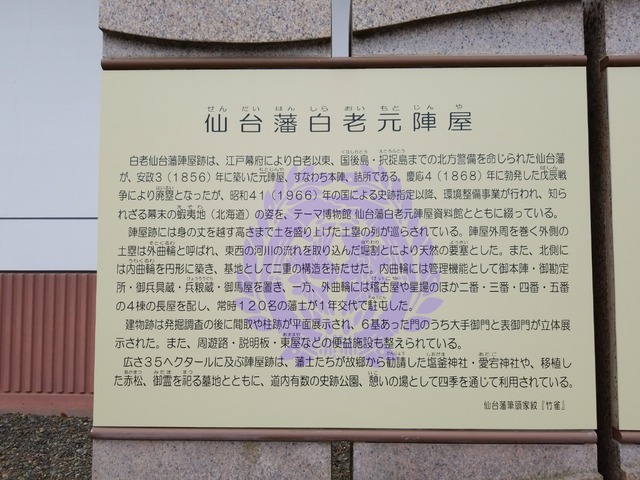 せんだいはんしらおいもとじんや
仙台藩白老元陣屋
白老仙台藩陣屋跡は、江戸幕府により白老以東、国後島・択捉島までの北方警備を命じられた仙台藩
が、安政3(1856)年に築いた元陣屋、すなわち本陣、詰所である。慶応4(1868)年に勃発した戊辰戦
争により廃墟となったが、昭和41(1966)年の国による史跡指定以降、環境整備事業が行われ、知ら
れざる幕末の蝦夷地(北海道)の姿を、テーマ博物館 仙台藩白老元陣屋資料館とともに綴っている。
陣屋跡には身の丈を越す高さまで土を盛り上げた土塁の列が巡らされている。陣屋外周を巻く外側の
土塁は外曲輪と呼ばれ、東西の河川の流れを取り込んだ堀割とにより天然の要塞とした。また、北側に
は内曲輪を円形に築き、基地として二重の構造を持たせた。内曲輪には管理機能として御本陣・御勘定
所・御兵具蔵・兵粮蔵・御馬屋を置き、一方、外曲輪には稽古屋や星場のほか二番・三番・四番・五番
の4棟の長屋を配し、常時120名の藩士が1年交代で駐屯した。
建物跡は発掘調査の後に間取や柱跡が平面展示され、6基あった門のうち大手御門と表御門が立体展
示された。また、周遊路・説明板・東屋などの便益施設も整えられている。
広さ35ヘクタールに及ぶ陣屋跡は、藩士たちが故郷から勧請した塩釜神社・愛宕神社や、移植し
た赤松、御霊を祀る墓地とともに、道内有数の史跡公園、憩いの場として四季を通じて利用されている。
仙台藩筆頭家紋『竹雀』